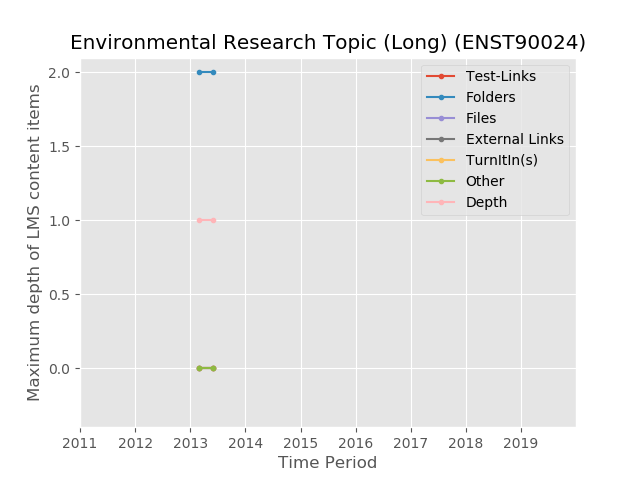 Environmental Research Topic (Long) (ENST90024)
Maximum depth of LMS content items
2.0
1.5
1.0
0.5
0.0
Test-Links
Folders
Files
External Links
TurnItIn(s)
Other
Depth
2011 2012 2013 2014 2015 2016 2017 2018 2019
Time Period